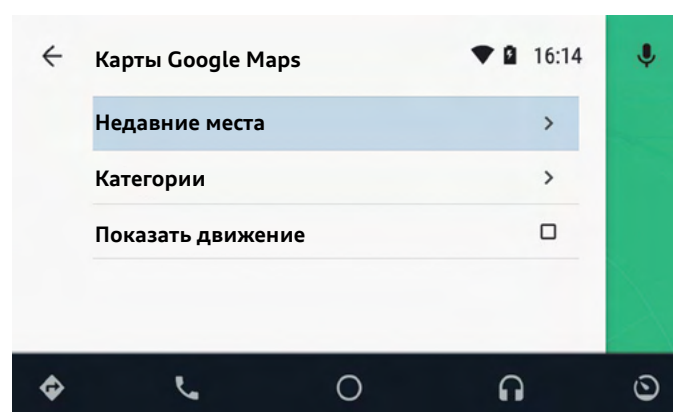 Карты Google Maps 16:14
Недавние места
Категории
Показать движение